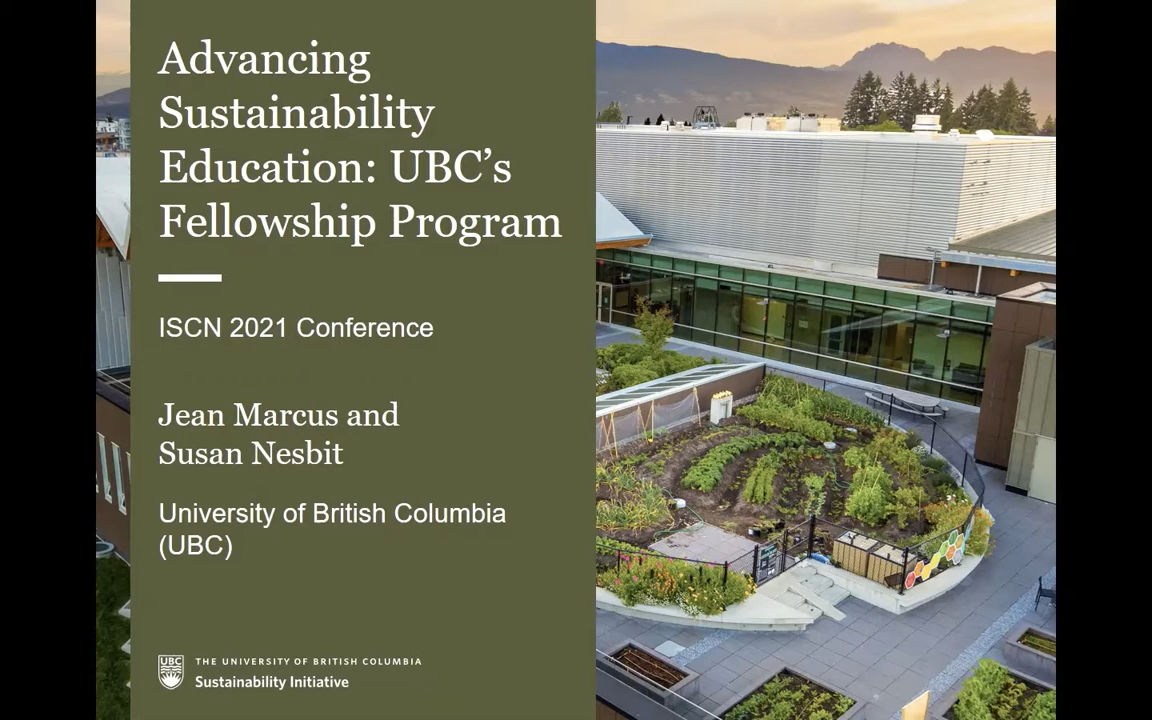 Advancing
Sustainability
Education: UBC’s
Fellowship Program
ISCN 2021 Conference
Jean Marcus and
Susan Nesbit
University of British Columbia
(UBC)
UBC
THE UNIVERSITY OF BRITISH COLUMBIA
Sustainability Initiative